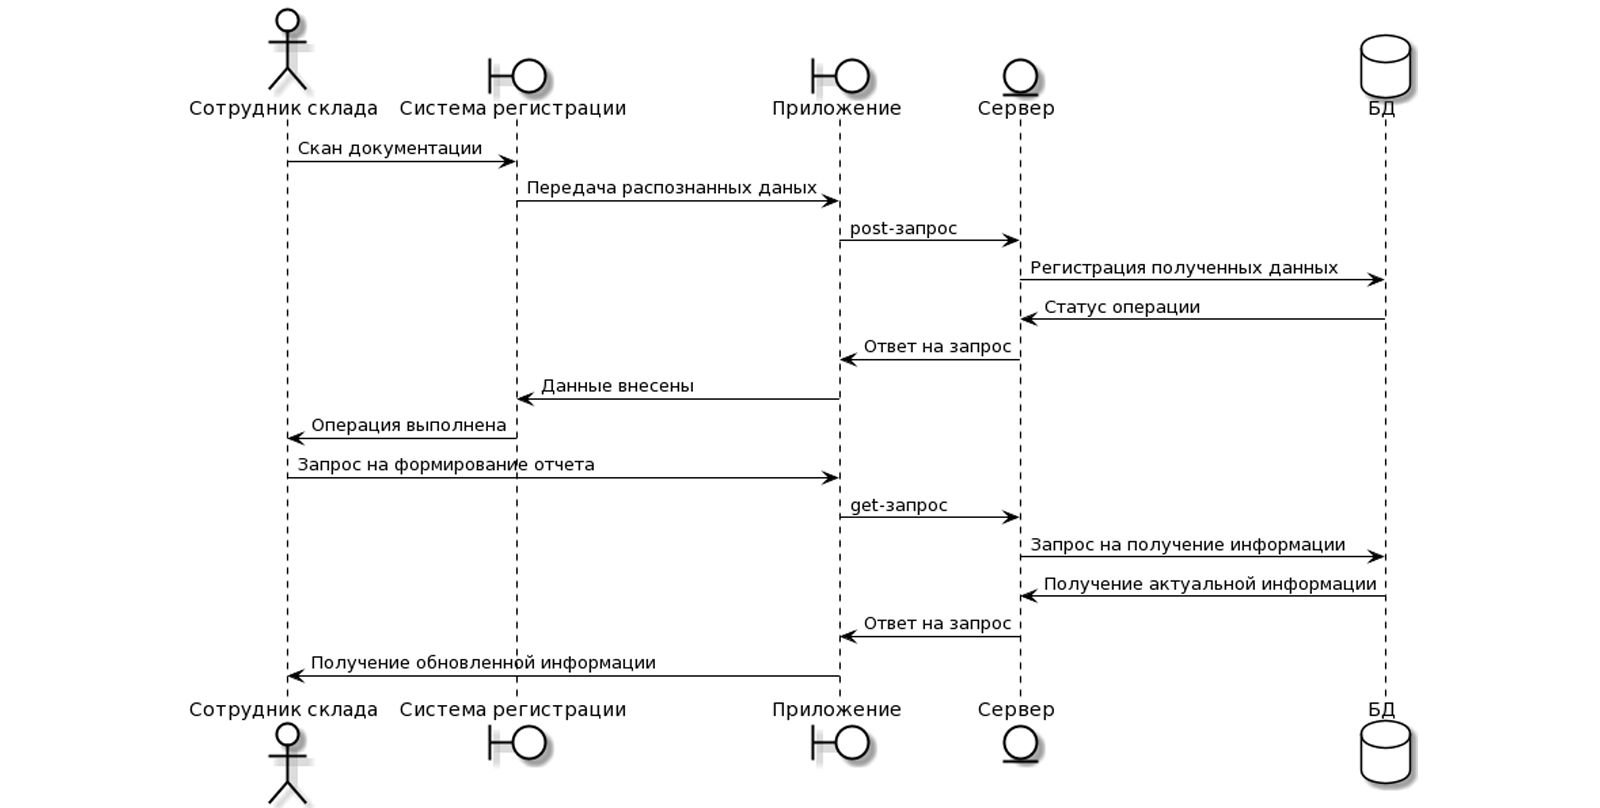 Сотрудник склада
Система регистрации
Приложение
Сервер
БД
Скан документации
Передача распознанных даных
post-запрос
Регистрация полученных данных
Статус операции
Ответ на запрос
Данные внесены
Операция выполнена
Запрос на формирование отчета
get-запрос
Запрос на получение информации
Получение актуальной информации
Ответ на запрос
Получение обновленной информации
Сотрудник склада
Система регистрации
Приложение
Сервер
БД